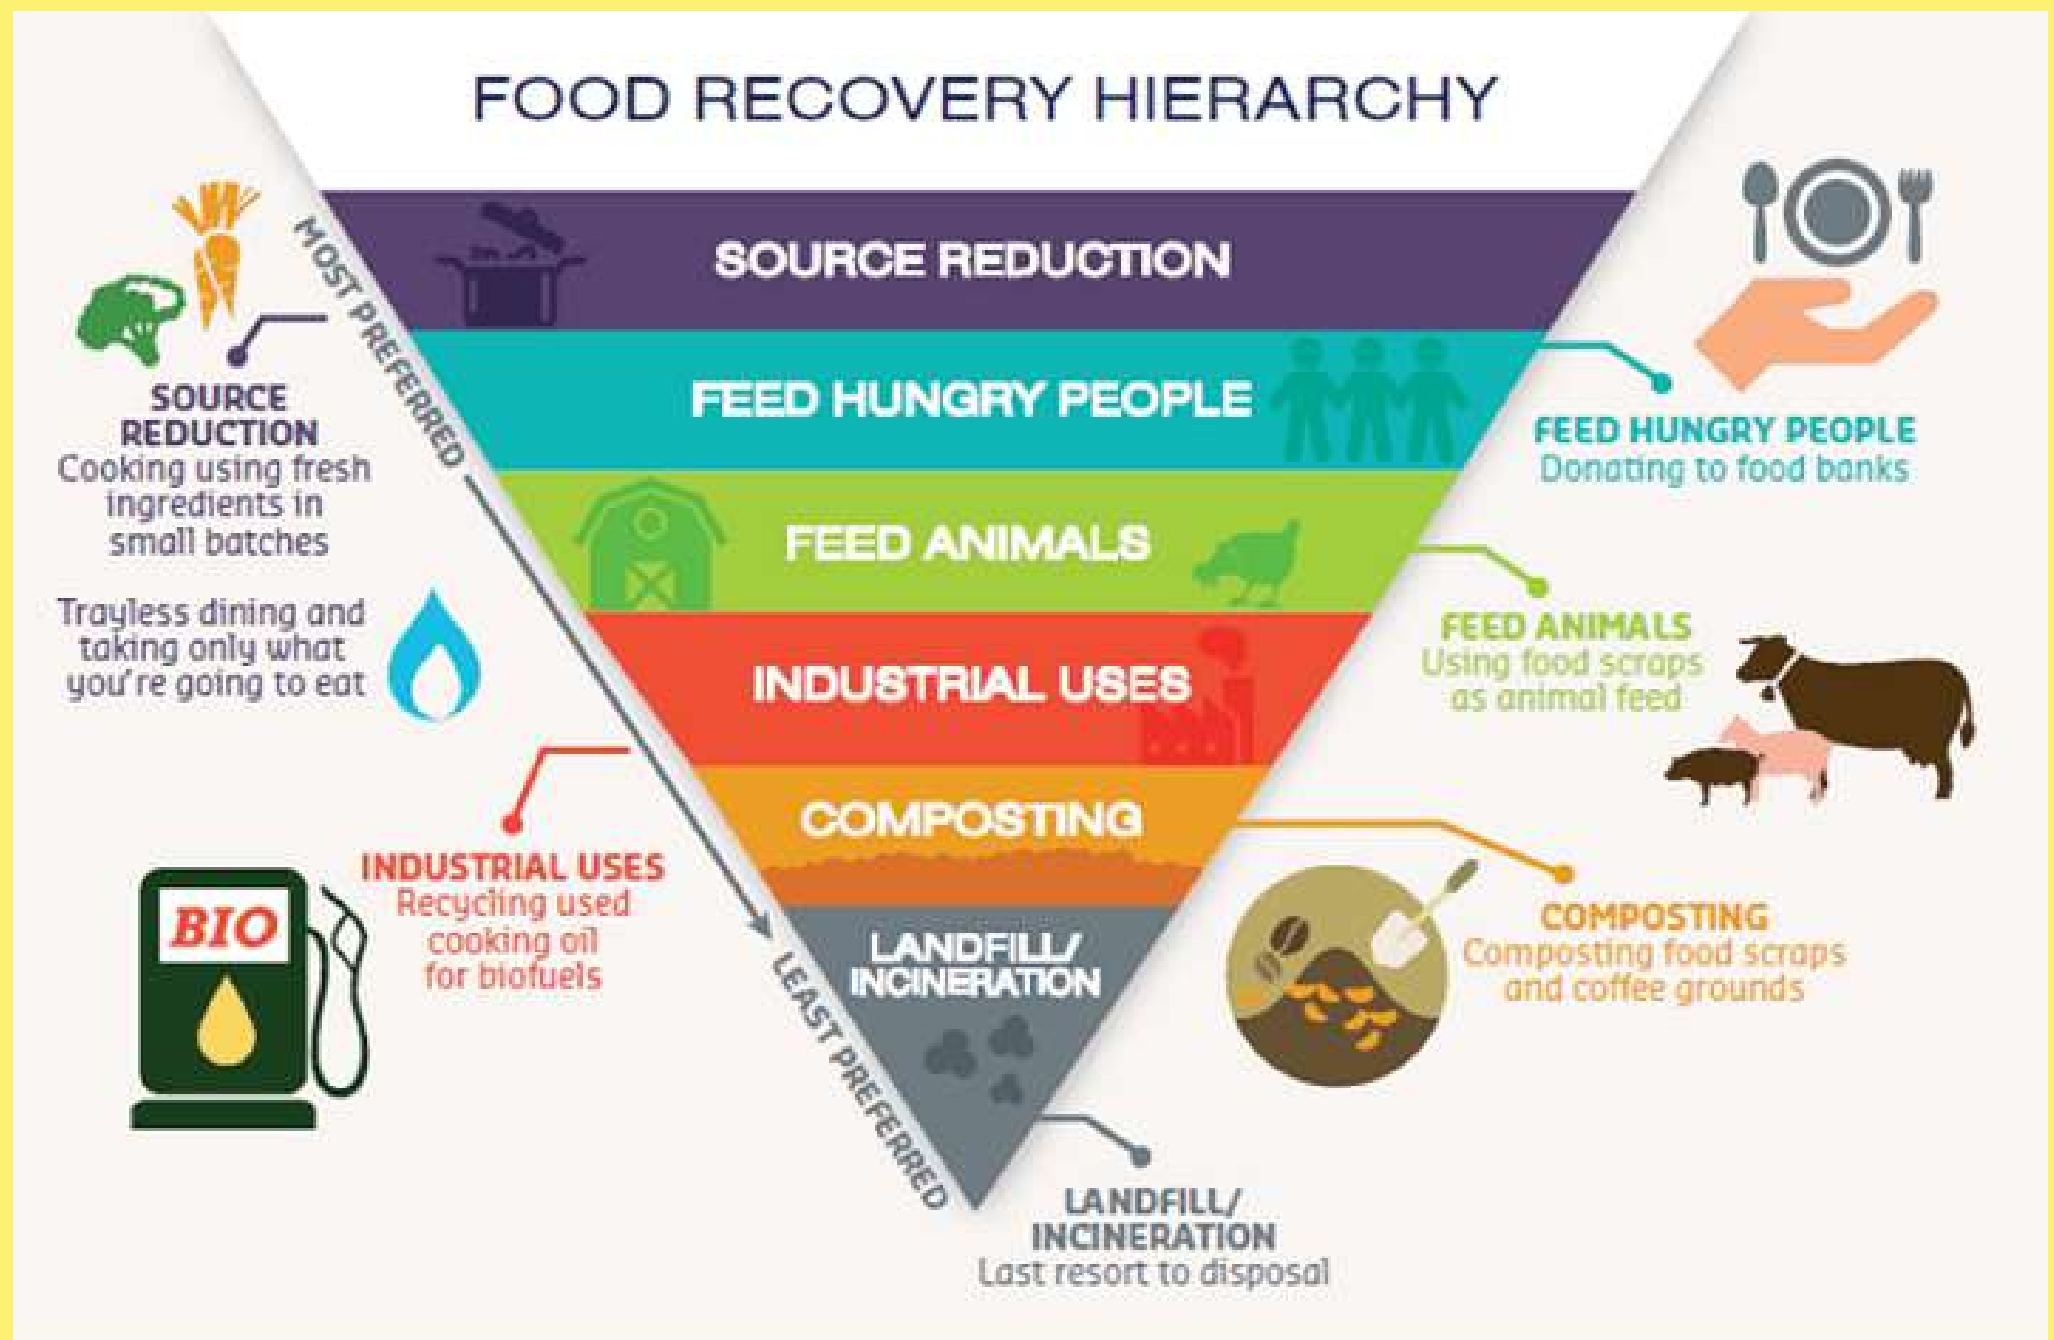 FOOD RECOVERY HIERARCHY
MOST PREFERRED
SOURCE REDUCTION
FEED HUNGRY PEOPLE
FEED ANIMALS
INDUSTRIAL USES
COMPOSTING
LANDFILL/
INCINERATION
LEAST PREFERRED
SOURCE
REDUCTION
Cooking using fresh
ingredients in
small batches
Trayless dining and
taking only what
you're going to eat
FEED HUNGRY PEOPLE
Donating to food banks
FEED ANIMALS
Using food scraps
as animal feed
INDUSTRIAL USES
Recycling used
cooking oil
for biofuels
BIO
COMPOSTING
Composting food scraps
and coffee grounds
LANDFILL/
INCINERATION
Last resort to disposal